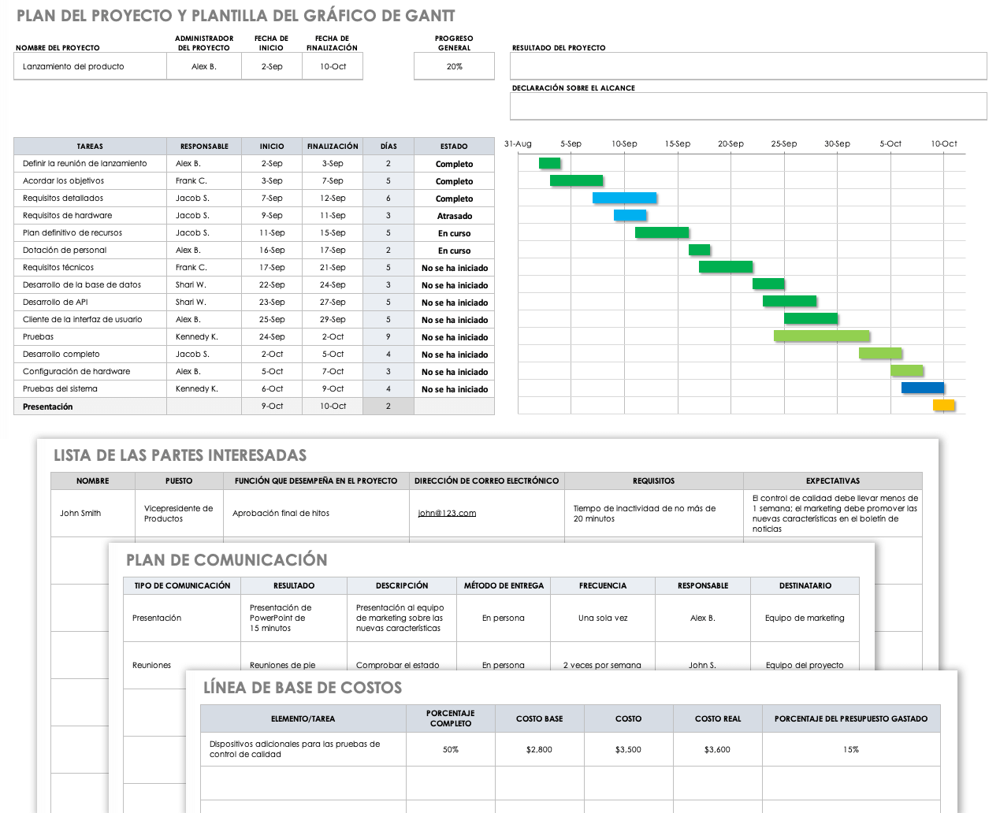 PLAN DEL PROYECTO Y PLANTILLA DEL GRÁFICO DE GANTT
NOMBRE DEL PROYECTO ADMINISTRADOR DEL PROYECTO FECHA DE INICIO FECHA DE FINALIZACIÓN PROGRESO GENERAL RESULTADO DEL PROYECTO
Lanzamiento del producto Alex B. 2-Sep 10-Oct 20%
DECLARACIÓN SOBRE EL ALCANCE
TAREAS RESPONSABLE INICIO FINALIZACIÓN DÍAS ESTADO 31-Aug 5-Sep 10-Sep 15-Sep 20-Sep 25-Sep 30-Sep 5-Oct 10-Oct
Definir la reunión de lanzamiento Alex B. 2-Sep 3-Sep 2 Completo
Acordar los objetivos Frank C. 3-Sep 7-Sep 5 Completo
Requisitos detallados Jacob S. 7-Sep 12-Sep 6 Completo
Requisitos de hardware Jacob S. 9-Sep 11-Sep 3 Atrasado
Plan definitivo de recursos Jacob S. 11-Sep 15-Sep 5 En curso
Dotación de personal Alex B. 16-Sep 17-Sep 2 En curso
Requisitos técnicos Frank C. 17-Sep 21-Sep 5 No se ha iniciado
Desarrollo de la base de datos Shari W. 22-Sep 24-Sep 3 No se ha iniciado
Desarrollo de API Shari W. 23-Sep 27-Sep 5 No se ha iniciado
Cliente de la interfaz de usuario Alex B. 25-Sep 29-Sep 5 No se ha iniciado
Pruebas Kennedy K. 24-Sep 2-Oct 9 No se ha iniciado
Desarrollo completo Jacob S. 2-Oct 5-Oct 4 No se ha iniciado
Configuración de hardware Alex B. 5-Oct 7-Oct 3 No se ha iniciado
Pruebas del sistema Kennedy K. 6-Oct 9-Oct 4 No se ha iniciado
Presentación 9-Oct 10-Oct 2
LISTA DE LAS PARTES INTERESADAS
NOMBRE PUESTO FUNCIÓN QUE DESEMPEÑA EN EL PROYECTO DIRECCIÓN DE CORREO ELECTRÓNICO REQUISITOS EXPECTATIVAS
John Smith
Vicepresidente de
Productos
Aprobación final de hitos
john@123.com
Tiempo de inactividad de no más de
20 minutos
El control de calidad debe llevar menos de
1 semana; el marketing debe promover las
nuevas características en el boletín de
noticias
PLAN DE COMUNICACIÓN
TIPO DE COMUNICACIÓN RESULTADO DESCRIPCIÓN MÉTODO DE ENTREGA FRECUENCIA RESPONSABLE DESTINATARIO
Presentación
Presentación de
PowerPoint de
15 minutos
Presentación al equipo
de marketing sobre las
nuevas características
En persona
Una sola vez
Alex B.
Equipo de marketing
Reuniones Reuniones de pie Comprobar el estado En persona 2 veces por semana John S. Equipo del proyecto
LÍNEA DE BASE DE COSTOS
ELEMENTO/TAREA PORCENTAJE COMPLETO COSTO BASE COSTO COSTO REAL PORCENTAJE DEL PRESUPUESTO GASTADO
Dispositivos adicionales para las pruebas de
control de calidad
50% $2,800 $3,500 $3,600 15%